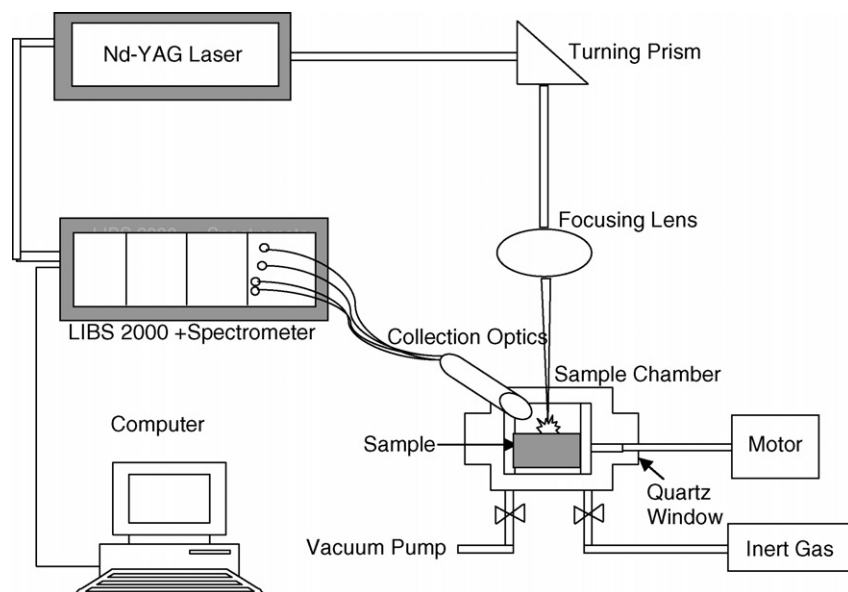 Nd-YAG Laser
Turning Prism
Focusing Lens
LIBS 2000 +Spectrometer
Collection Optics
Sample Chamber
Computer
Sample
Motor
Quartz
Window
Vacuum Pump
Inert Gas